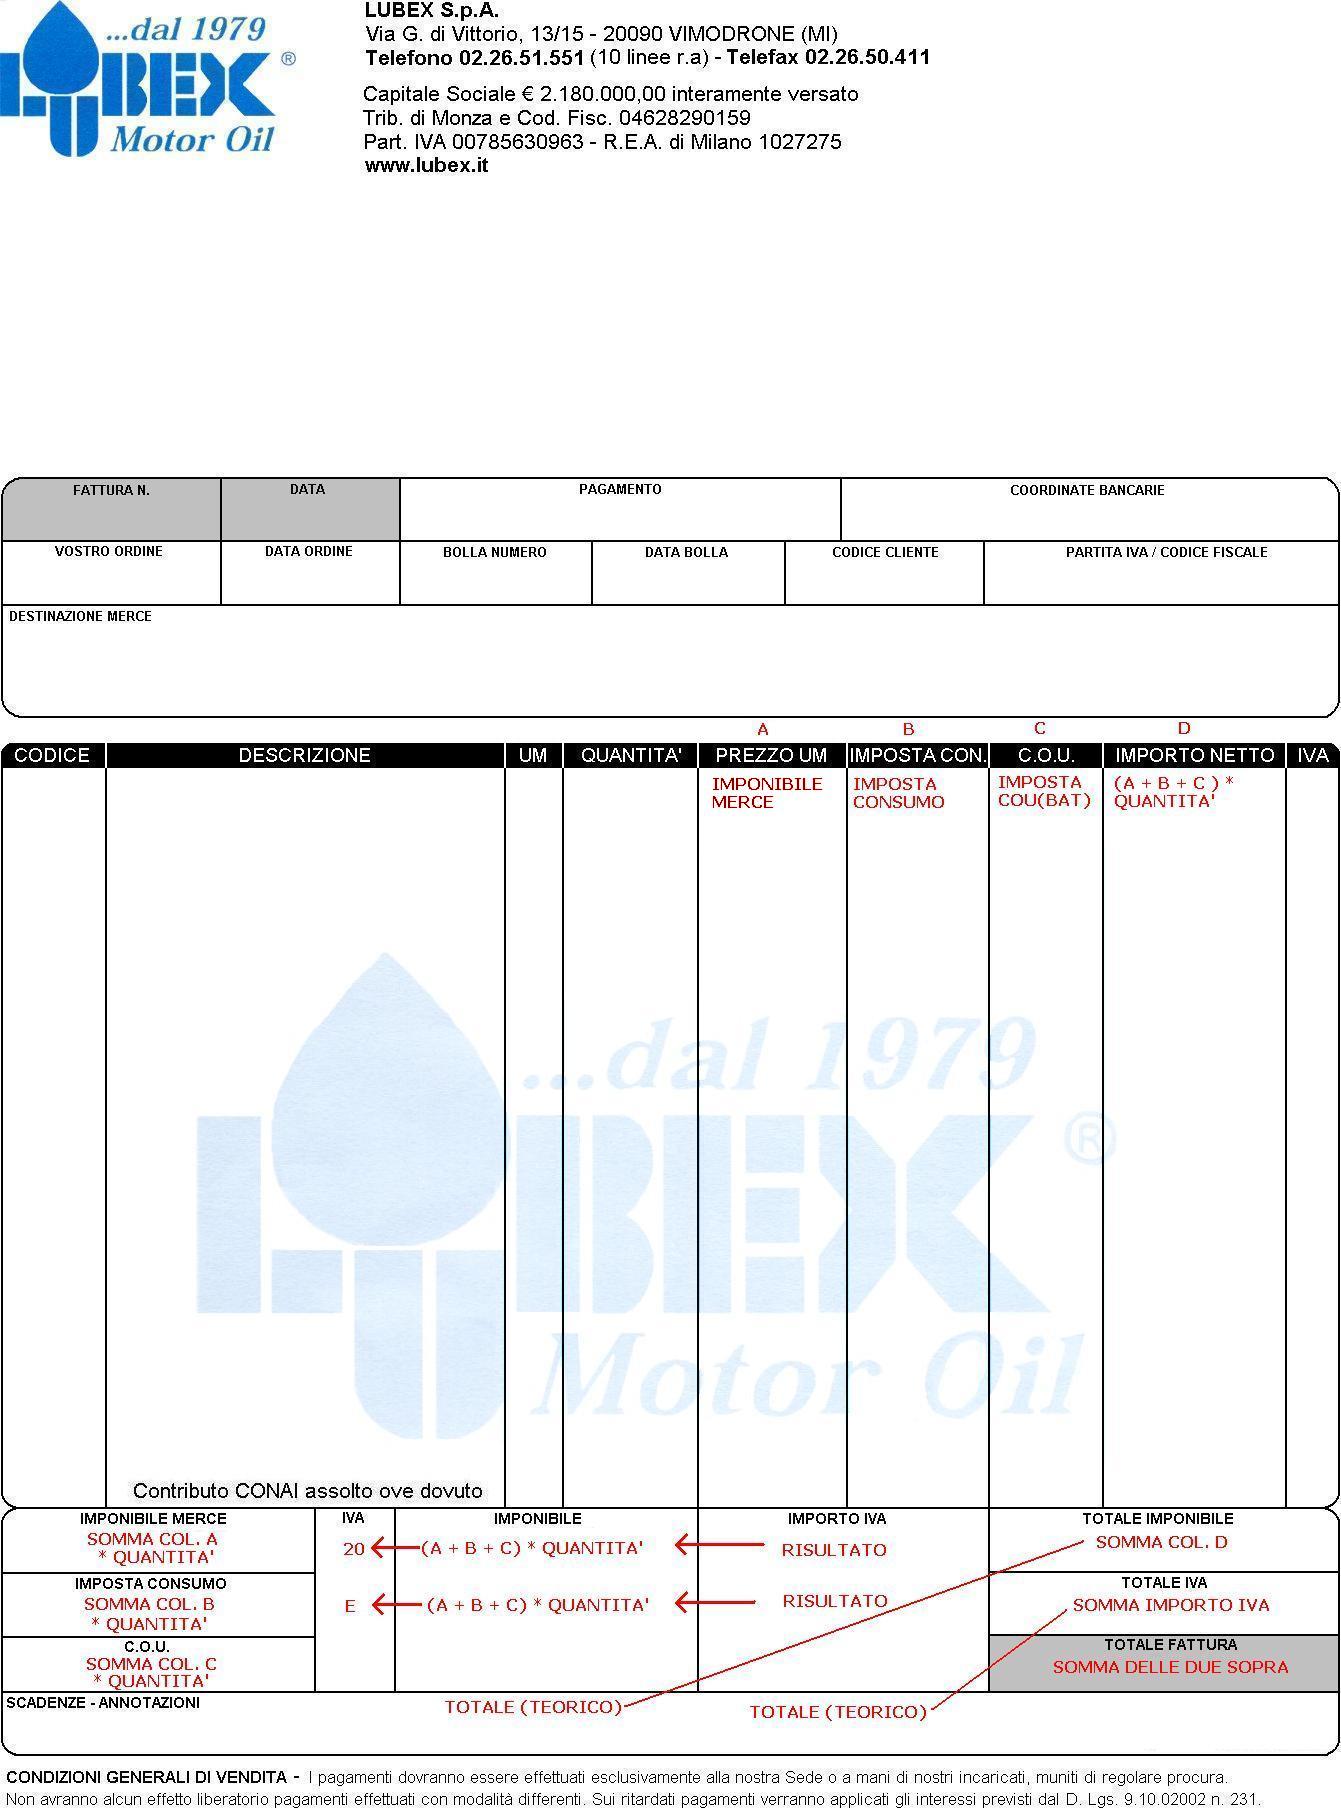 ...dal 1979
LUBEX ®
Motor Oil
LUBEX S.p.A.
Via G. di Vittorio, 13/15 - 20090 VIMODRONE (MI)
Telefono 02.26.51.551 (10 linee r.a) - Telefax 02.26.50.411
Capitale Sociale € 2.180.000,00 interamente versato
Trib. di Monza e Cod. Fisc. 04628290159
Part. IVA 00785630963 - R.E.A. di Milano 1027275
www.lubex.it
FATTURA N. DATA PAGAMENTO COORDINATE BANCARIE
VOSTRO ORDINE DATA ORDINE BOLLA NUMERO DATA BOLLA CODICE CLIENTE PARTITA IVA / CODICE FISCALE
DESTINAZIONE MERCE
A B C D
CODICE DESCRIZIONE UM QUANTITA' PREZZO UM IMPOSTA CON. C.O.U. IMPORTO NETTO IVA
IMPONIBILE IMPOSTA IMPOSTA (A + B + C ) *
MERCE CONSUMO COU(BAT) QUANTITA'
...dal 1979
LUBEX ®
Motor Oil
Contributo CONAI assolto ove dovuto
IMPONIBILE MERCE IVA IMPONIBILE IMPORTO IVA TOTALE IMPONIBILE
SOMMA COL. A
* QUANTITA' 20 (A + B + C) * QUANTITA' RISULTATO SOMMA COL. D
IMPOSTA CONSUMO TOTALE IVA
SOMMA COL. B
* QUANTITA' E (A + B + C) * QUANTITA' RISULTATO SOMMA IMPORTO IVA
C.O.U. TOTALE FATTURA
SOMMA COL. C
* QUANTITA' SOMMA DELLE DUE SOPRA
SCADENZE - ANNOTAZIONI TOTALE (TEORICO) TOTALE (TEORICO)
CONDIZIONI GENERALI DI VENDITA - I pagamenti dovranno essere effettuati esclusivamente alla nostra Sede o a mani di nostri incaricati, muniti di regolare procura.
Non avranno alcun effetto liberatorio pagamenti effettuati con modalità differenti. Sui ritardati pagamenti verranno applicati gli interessi previsti dal D. Lgs. 9.10.02002 n. 231.